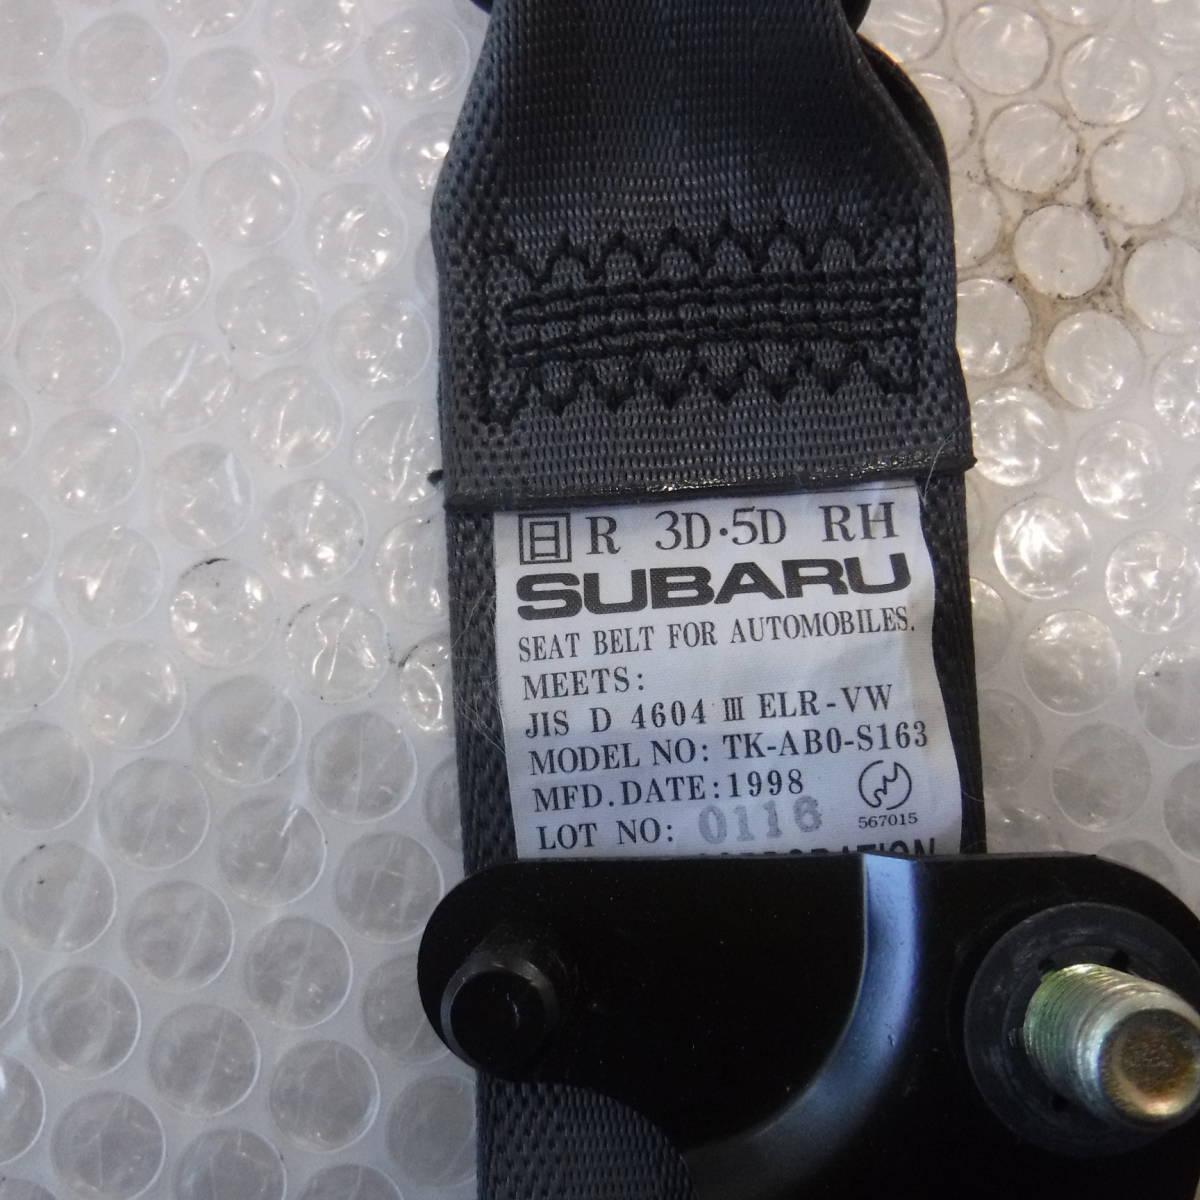 日 R 3D·5D RH
SUBARU
SEAT BELT FOR AUTOMOBILES.
MEETS:
JIS D 4604 Ⅲ ELR-VW
MODEL NO: TK-AB0-S163
MFD. DATE:1998
LOT NO: 0116
567015